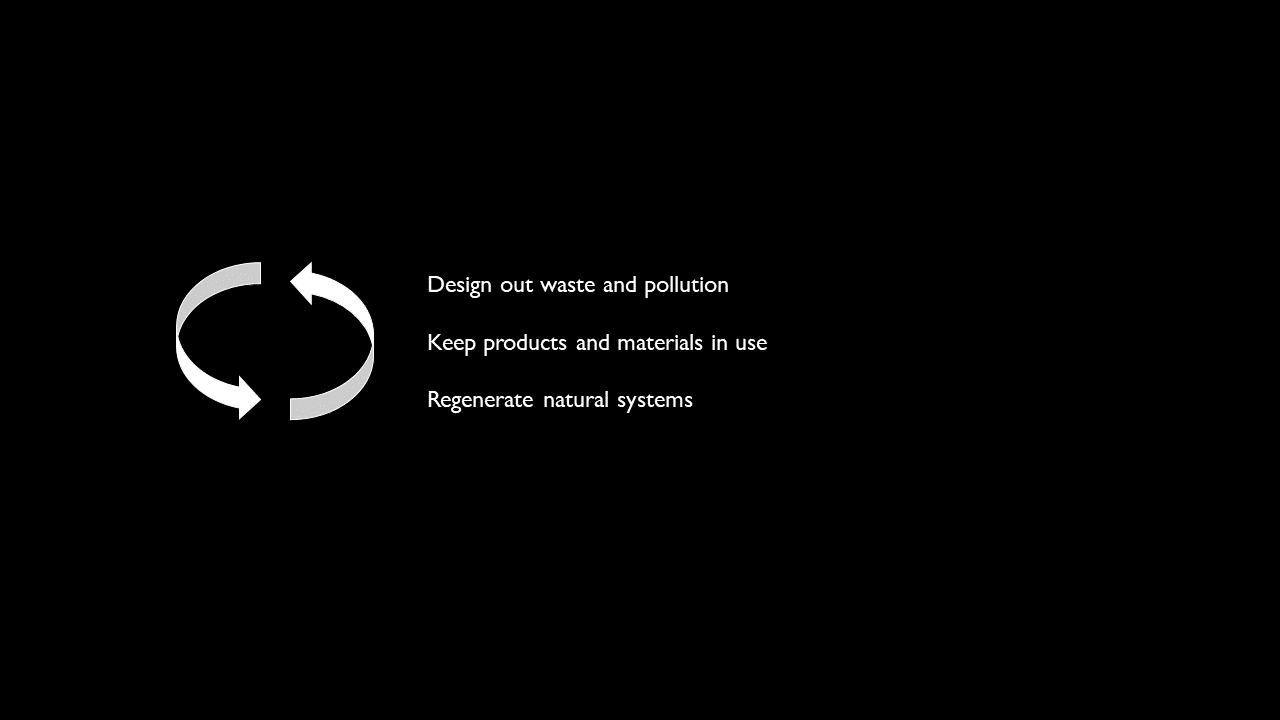 Design out waste and pollution
Keep products and materials in use
Regenerate natural systems